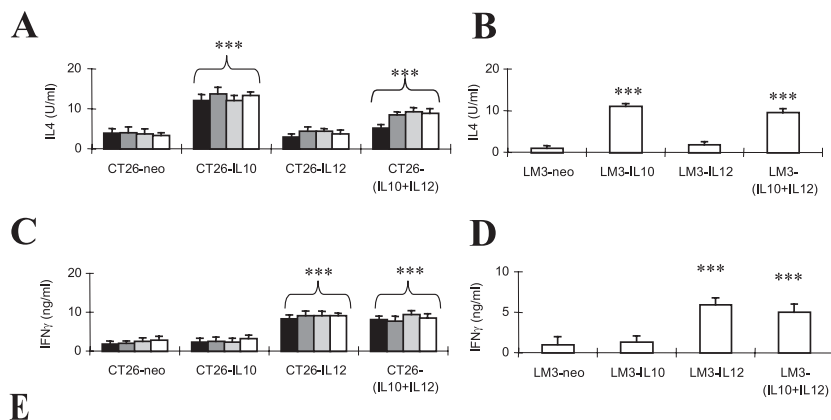 A
***
***
IL4 (U/ml)
20
10
0
CT26-neo
CT26-IL10
CT26-IL12
CT26-
(IL10+IL12)
B
***
***
IL4 (U/ml)
20
10
0
LM3-neo
LM3-IL10
LM3-IL12
LM3-
(IL10+IL12)
C
***
***
IFNγ (ng/ml)
20
10
0
CT26-neo
CT26-IL10
CT26-IL12
CT26-
(IL10+IL12)
D
***
***
IFNγ (ng/ml)
10
5
0
LM3-neo
LM3-IL10
LM3-IL12
LM3-
(IL10+IL12)
E